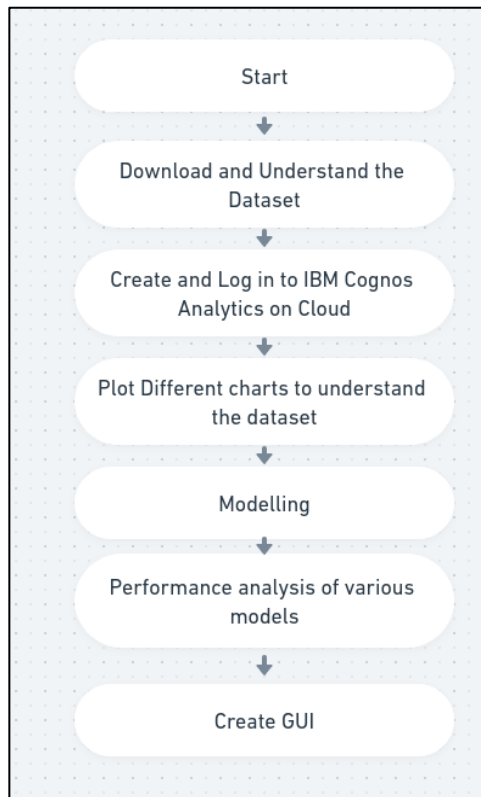 Start
Download and Understand the
Dataset
Create and Log in to IBM Cognos
Analytics on Cloud
Plot Different charts to understand
the dataset
Modelling
Performance analysis of various
models
Create GUI